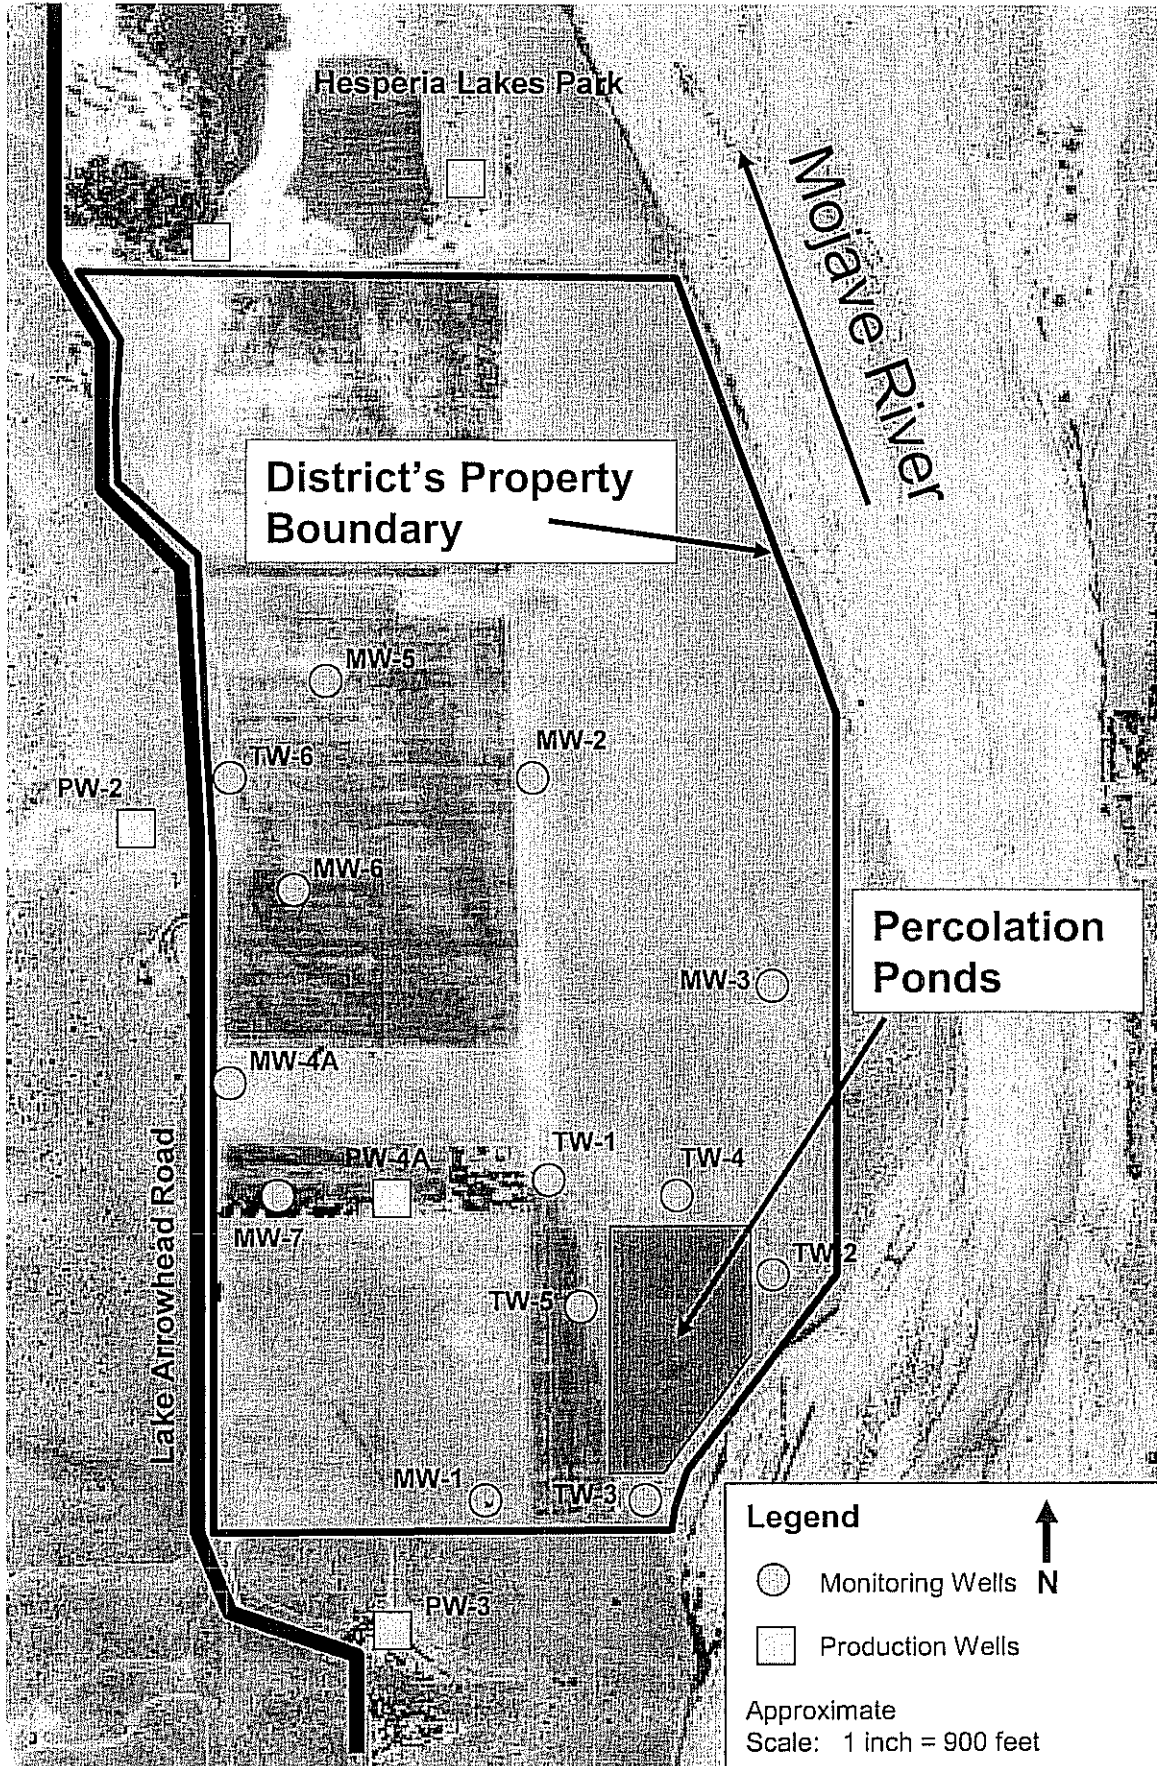 Hesperia Lakes Park
Mojave River
District's Property
Boundary
MW-5
TW-6
MW-2
PW-2
MW-6
Percolation
Ponds
MW-3
MW-4A
Lake Arrowhead Road
TW-1
PW-4A
TW-4
MW-7
TW-2
TW-5
MW-1
TW-3
Legend
Monitoring Wells
N
PW-3
Production Wells
Approximate
Scale: 1 inch = 900 feet